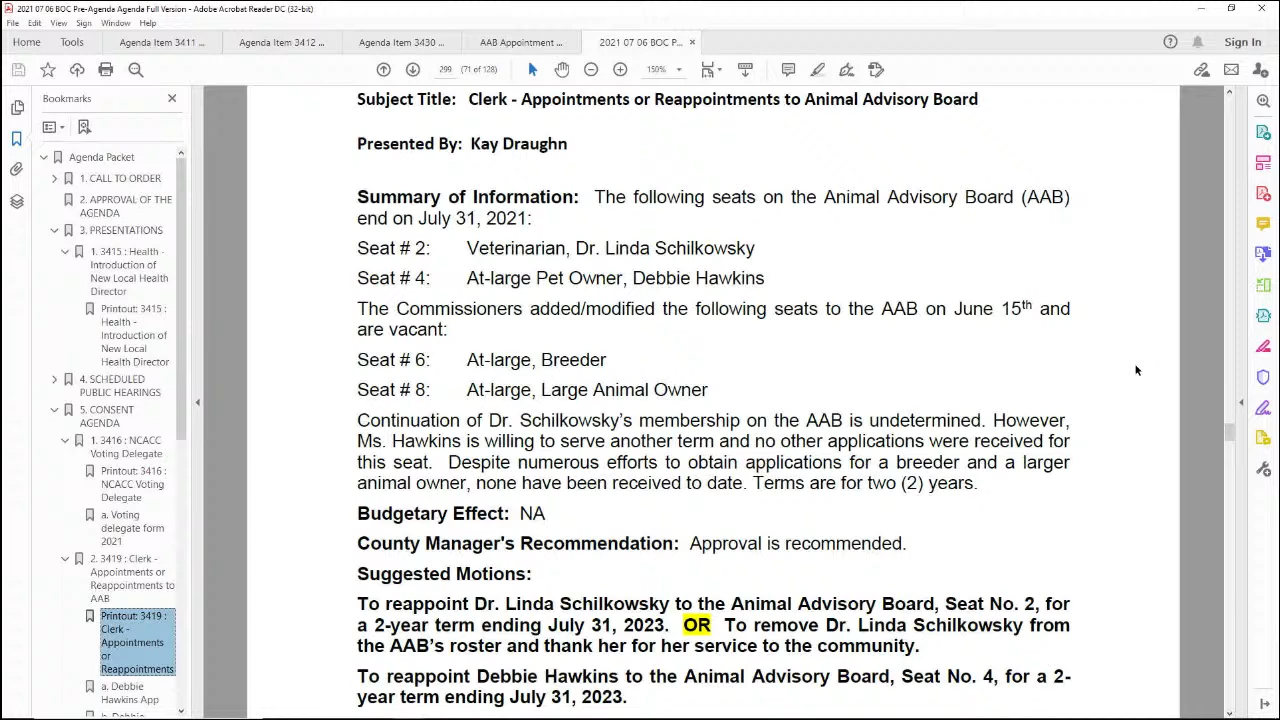 2021 07 06 BOC Pre-Agenda Agenda Full Version - Adobe Acrobat Reader DC (32-bit)
File Edit View Sign Window Help
Home Tools Agenda Item 3411 ... Agenda Item 3412 ... Agenda Item 3430 ... AAB Appointment ... 2021 07 06 BOC P... × Sign In
299 (71 of 128) 150%
Bookmarks
Agenda Packet
1. CALL TO ORDER
2. APPROVAL OF THE
AGENDA
3. PRESENTATIONS
1. 3415 : Health -
Introduction of
New Local Health
Director
Printout: 3415 :
Health -
Introduction of
New Local
Health Director
4. SCHEDULED
PUBLIC HEARINGS
5. CONSENT
AGENDA
1. 3416 : NCACC
Voting Delegate
Printout: 3416 :
NCACC Voting
Delegate
a. Voting
delegate form
2021
2. 3419 : Clerk -
Appointments or
Reappointments to
AAB
Printout: 3419 :
Clerk -
Appointments
or
Reappointments
a. Debbie
Hawkins App
Subject Title: Clerk - Appointments or Reappointments to Animal Advisory Board
Presented By: Kay Draughn
Summary of Information: The following seats on the Animal Advisory Board (AAB)
end on July 31, 2021:
Seat # 2: Veterinarian, Dr. Linda Schilkowsky
Seat # 4: At-large Pet Owner, Debbie Hawkins
The Commissioners added/modified the following seats to the AAB on June 15th and
are vacant:
Seat # 6: At-large, Breeder
Seat # 8: At-large, Large Animal Owner
Continuation of Dr. Schilkowsky's membership on the AAB is undetermined. However,
Ms. Hawkins is willing to serve another term and no other applications were received for
this seat. Despite numerous efforts to obtain applications for a breeder and a larger
animal owner, none have been received to date. Terms are for two (2) years.
Budgetary Effect: NA
County Manager's Recommendation: Approval is recommended.
Suggested Motions:
To reappoint Dr. Linda Schilkowsky to the Animal Advisory Board, Seat No. 2, for
a 2-year term ending July 31, 2023. OR To remove Dr. Linda Schilkowsky from
the AAB's roster and thank her for her service to the community.
To reappoint Debbie Hawkins to the Animal Advisory Board, Seat No. 4, for a 2-
year term ending July 31, 2023.